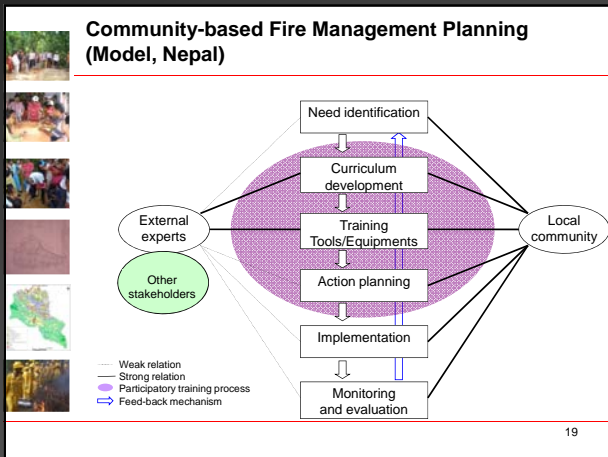 Community-based Fire Management Planning
(Model, Nepal)
Need identification
Curriculum
development
External
experts
Training
Tools/Equipments
Local
community
Other
stakeholders
Action planning
Implementation
Monitoring
and evaluation
Weak relation
Strong relation
Participatory training process
Feed-back mechanism
19